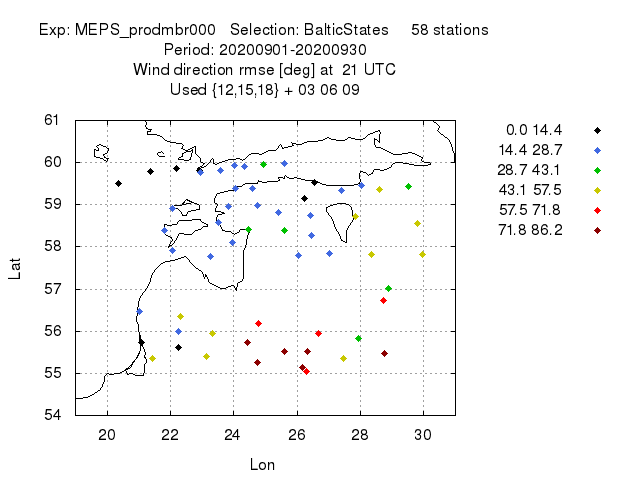 Exp: MEPS_prodmbr000 Selection: BalticStates 58 stations
Period: 20200901-20200930
Wind direction rmse [deg] at 21 UTC
Used {12,15,18} + 03 06 09
61
60
59
58
57
56
55
54
Lat
20 22 24 26 28 30
Lon
0.0 14.4
14.4 28.7
28.7 43.1
43.1 57.5
57.5 71.8
71.8 86.2